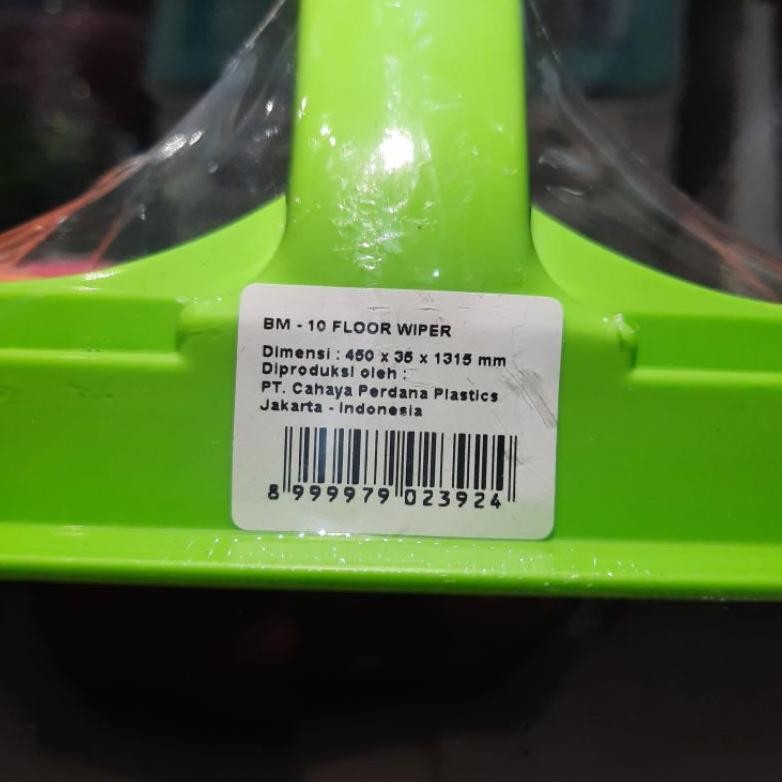 BM - 10 FLOOR WIPER
Dimensi : 450 x 35 x 1315 mm
Diproduksi oleh :
PT. Cahaya Perdana Plastics
Jakarta - Indonesia
8 999979 023924